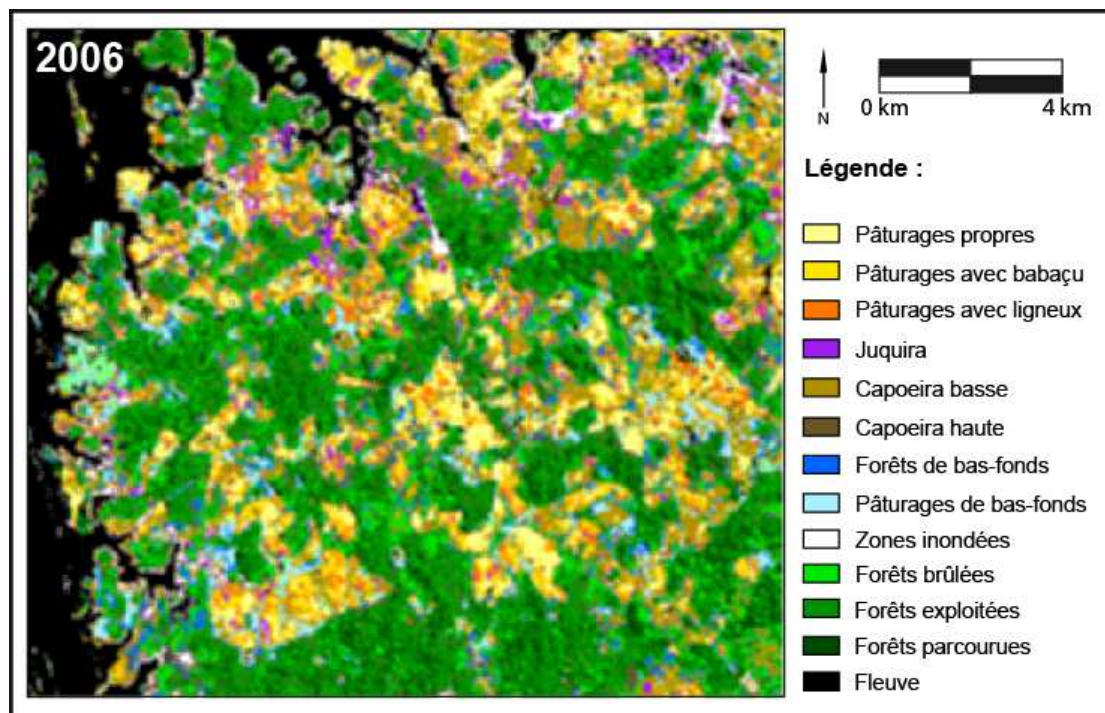 2006
N
0 km 4 km
Légende :
Pâturages propres
Pâturages avec babaçu
Pâturages avec ligneux
Juquira
Capoeira basse
Capoeira haute
Forêts de bas-fonds
Pâturages de bas-fonds
Zones inondées
Forêts brûlées
Forêts exploitées
Forêts parcourues
Fleuve